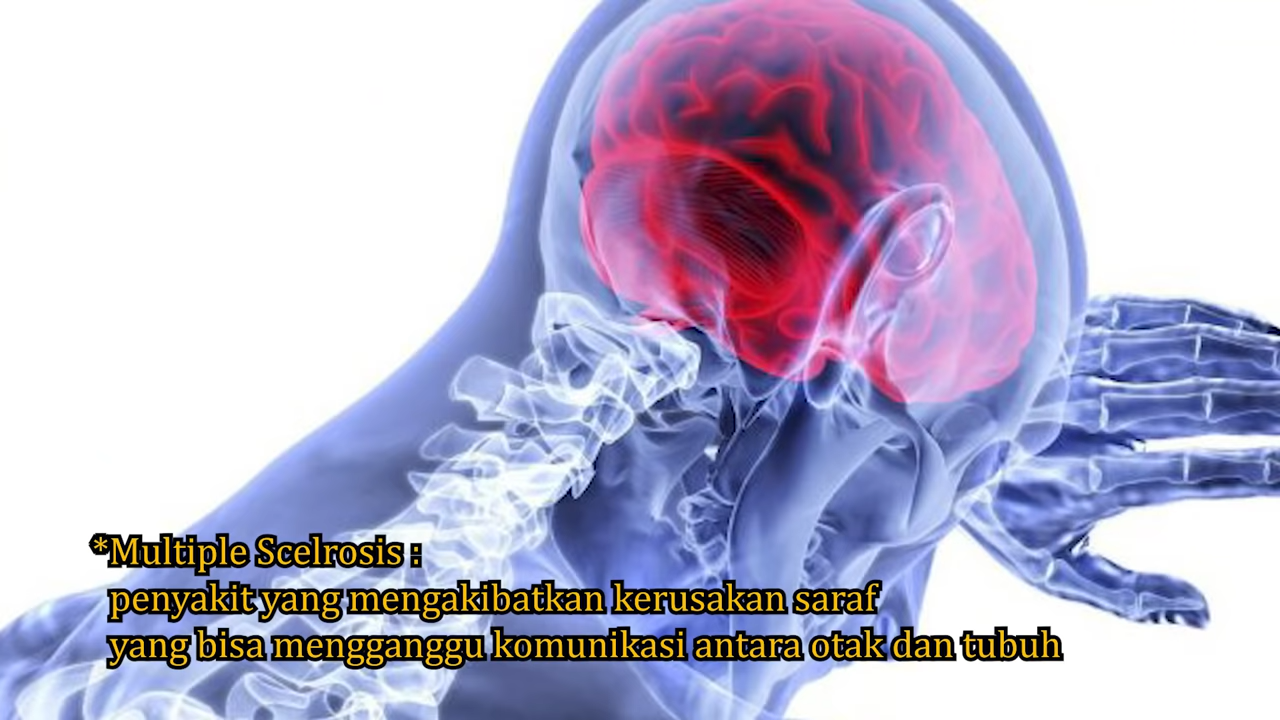 *Multiple Scelrosis :
penyakit yang mengakibatkan kerusakan saraf
yang bisa mengganggu komunikasi antara otak dan tubuh